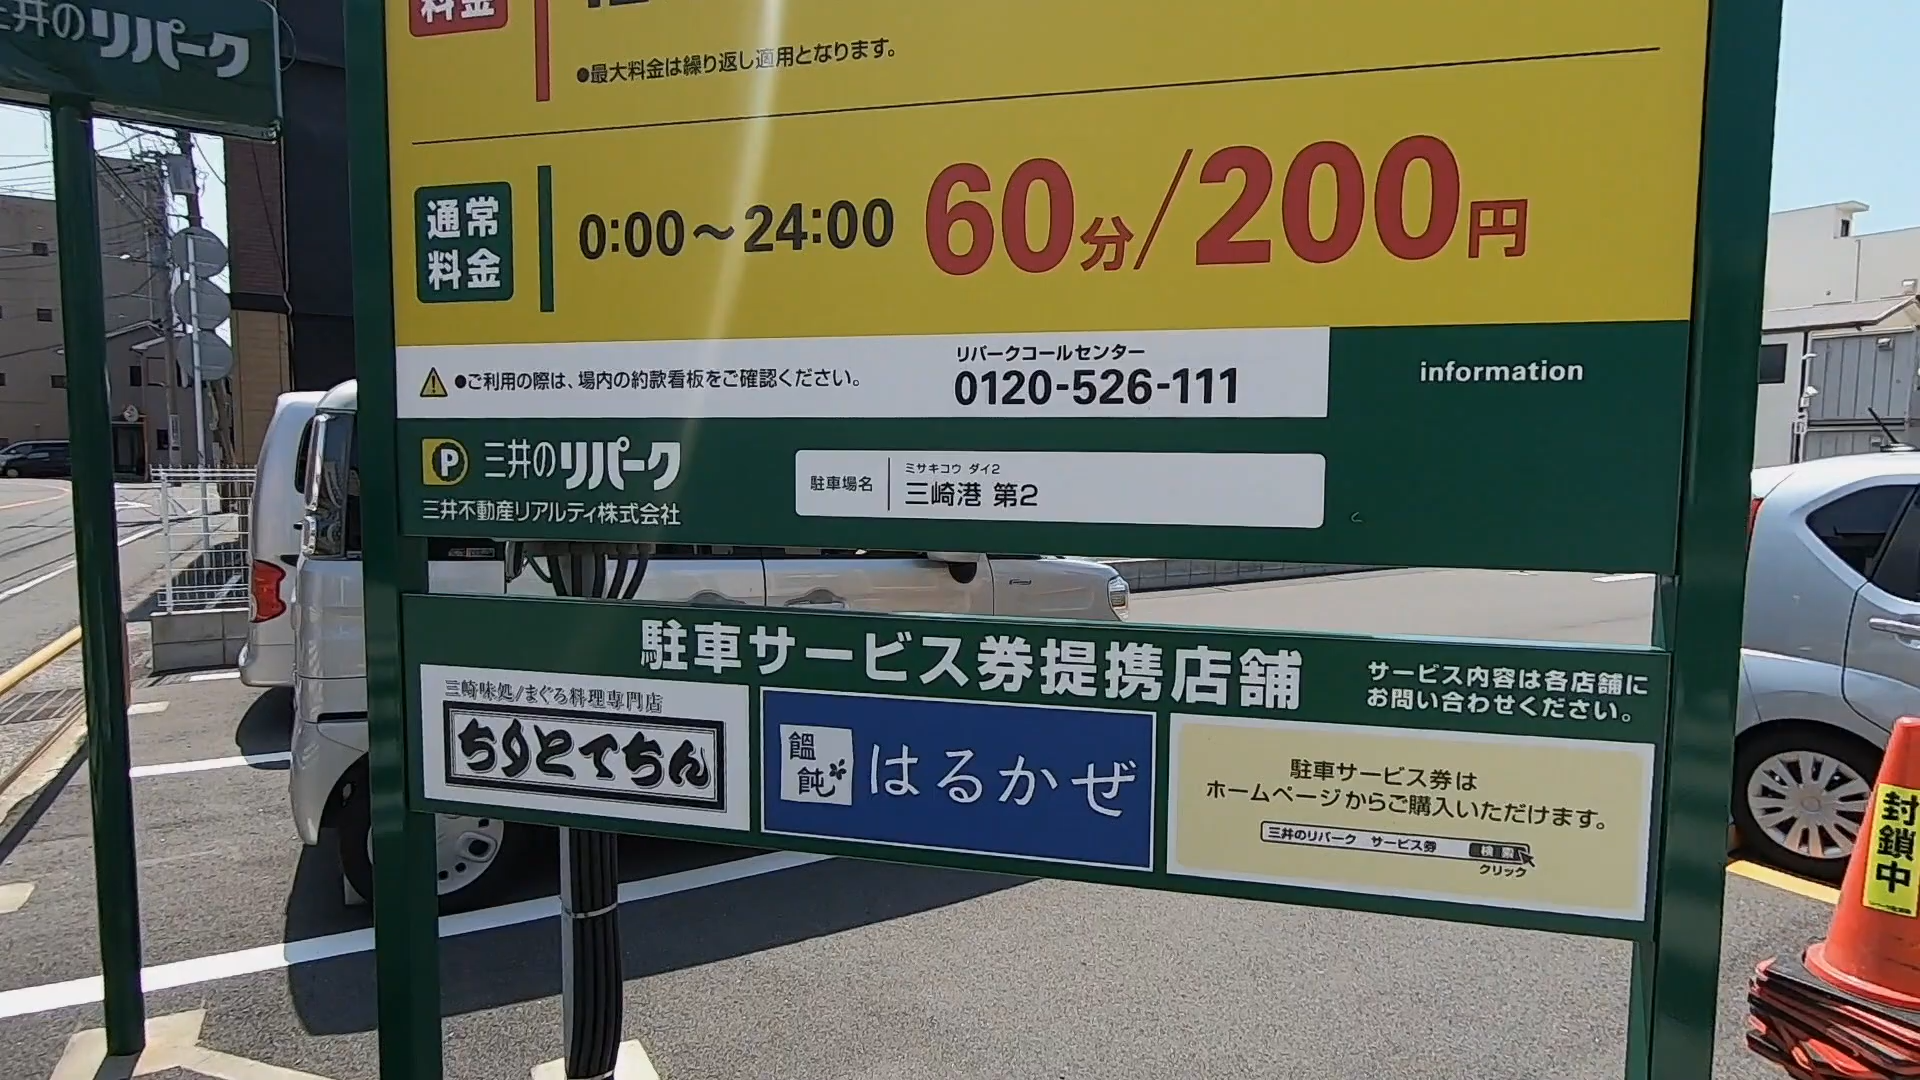 三井のリパーク
料金
●最大料金は繰り返し適用となります。
通常
料金
0:00～24:00 60分/200円
●ご利用の際は、場内の約款看板をご確認ください。
リパークコールセンター
0120-526-111
information
P 三井のリパーク
三井不動産リアルティ株式会社
駐車場名
ミサキコウ ダイ2
三崎港 第2
駐車サービス券提携店舗
サービス内容は各店舗に
お問い合わせください。
三崎味処/まぐろ料理専門店
ちりとてちん
饂飩 はるかぜ
駐車サービス券は
ホームページからご購入いただけます。
三井のリパーク サービス券 検索
クリック
封鎖中